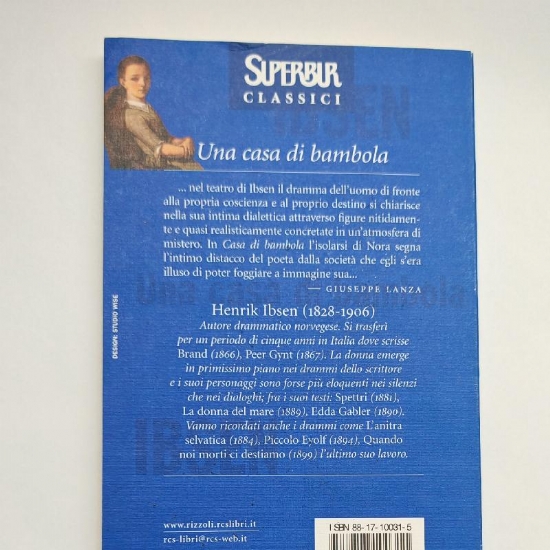 SUPERBUR
CLASSICI
IBSEN
Una casa di bambola
... nel teatro di Ibsen il dramma dell'uomo di fronte
alla propria coscienza e al proprio destino si chiarisce
nella sua intima dialettica attraverso figure nitidamen-
te e quasi realisticamente concretate in un'atmosfera di
mistero. In Casa di bambola l'isolarsi di Nora segna
l'intimo distacco del poeta dalla società che egli s'era
illuso di poter foggiare a immagine sua...
— GIUSEPPE LANZA
Una casa di bambola
Henrik Ibsen (1828-1906)
Autore drammatico norvegese. Si trasferì
per un periodo di cinque anni in Italia dove scrisse
Brand (1866), Peer Gynt (1867). La donna emerge
in primissimo piano nei drammi dello scrittore
e i suoi personaggi sono forse più eloquenti nei silenzi
che nei dialoghi; fra i suoi testi: Spettri (1881),
La donna del mare (1889), Edda Gabler (1890).
Vanno ricordati anche i drammi come L'anitra
selvatica (1884), Piccolo Eyolf (1894), Quando
noi morti ci destiamo (1899) l'ultimo suo lavoro.
IBSEN
DESIGN: STUDIO WISE
www.rizzoli.rcslibri.it
rcs-libri@rcs-web.it
ISBN 88-17-10031-5